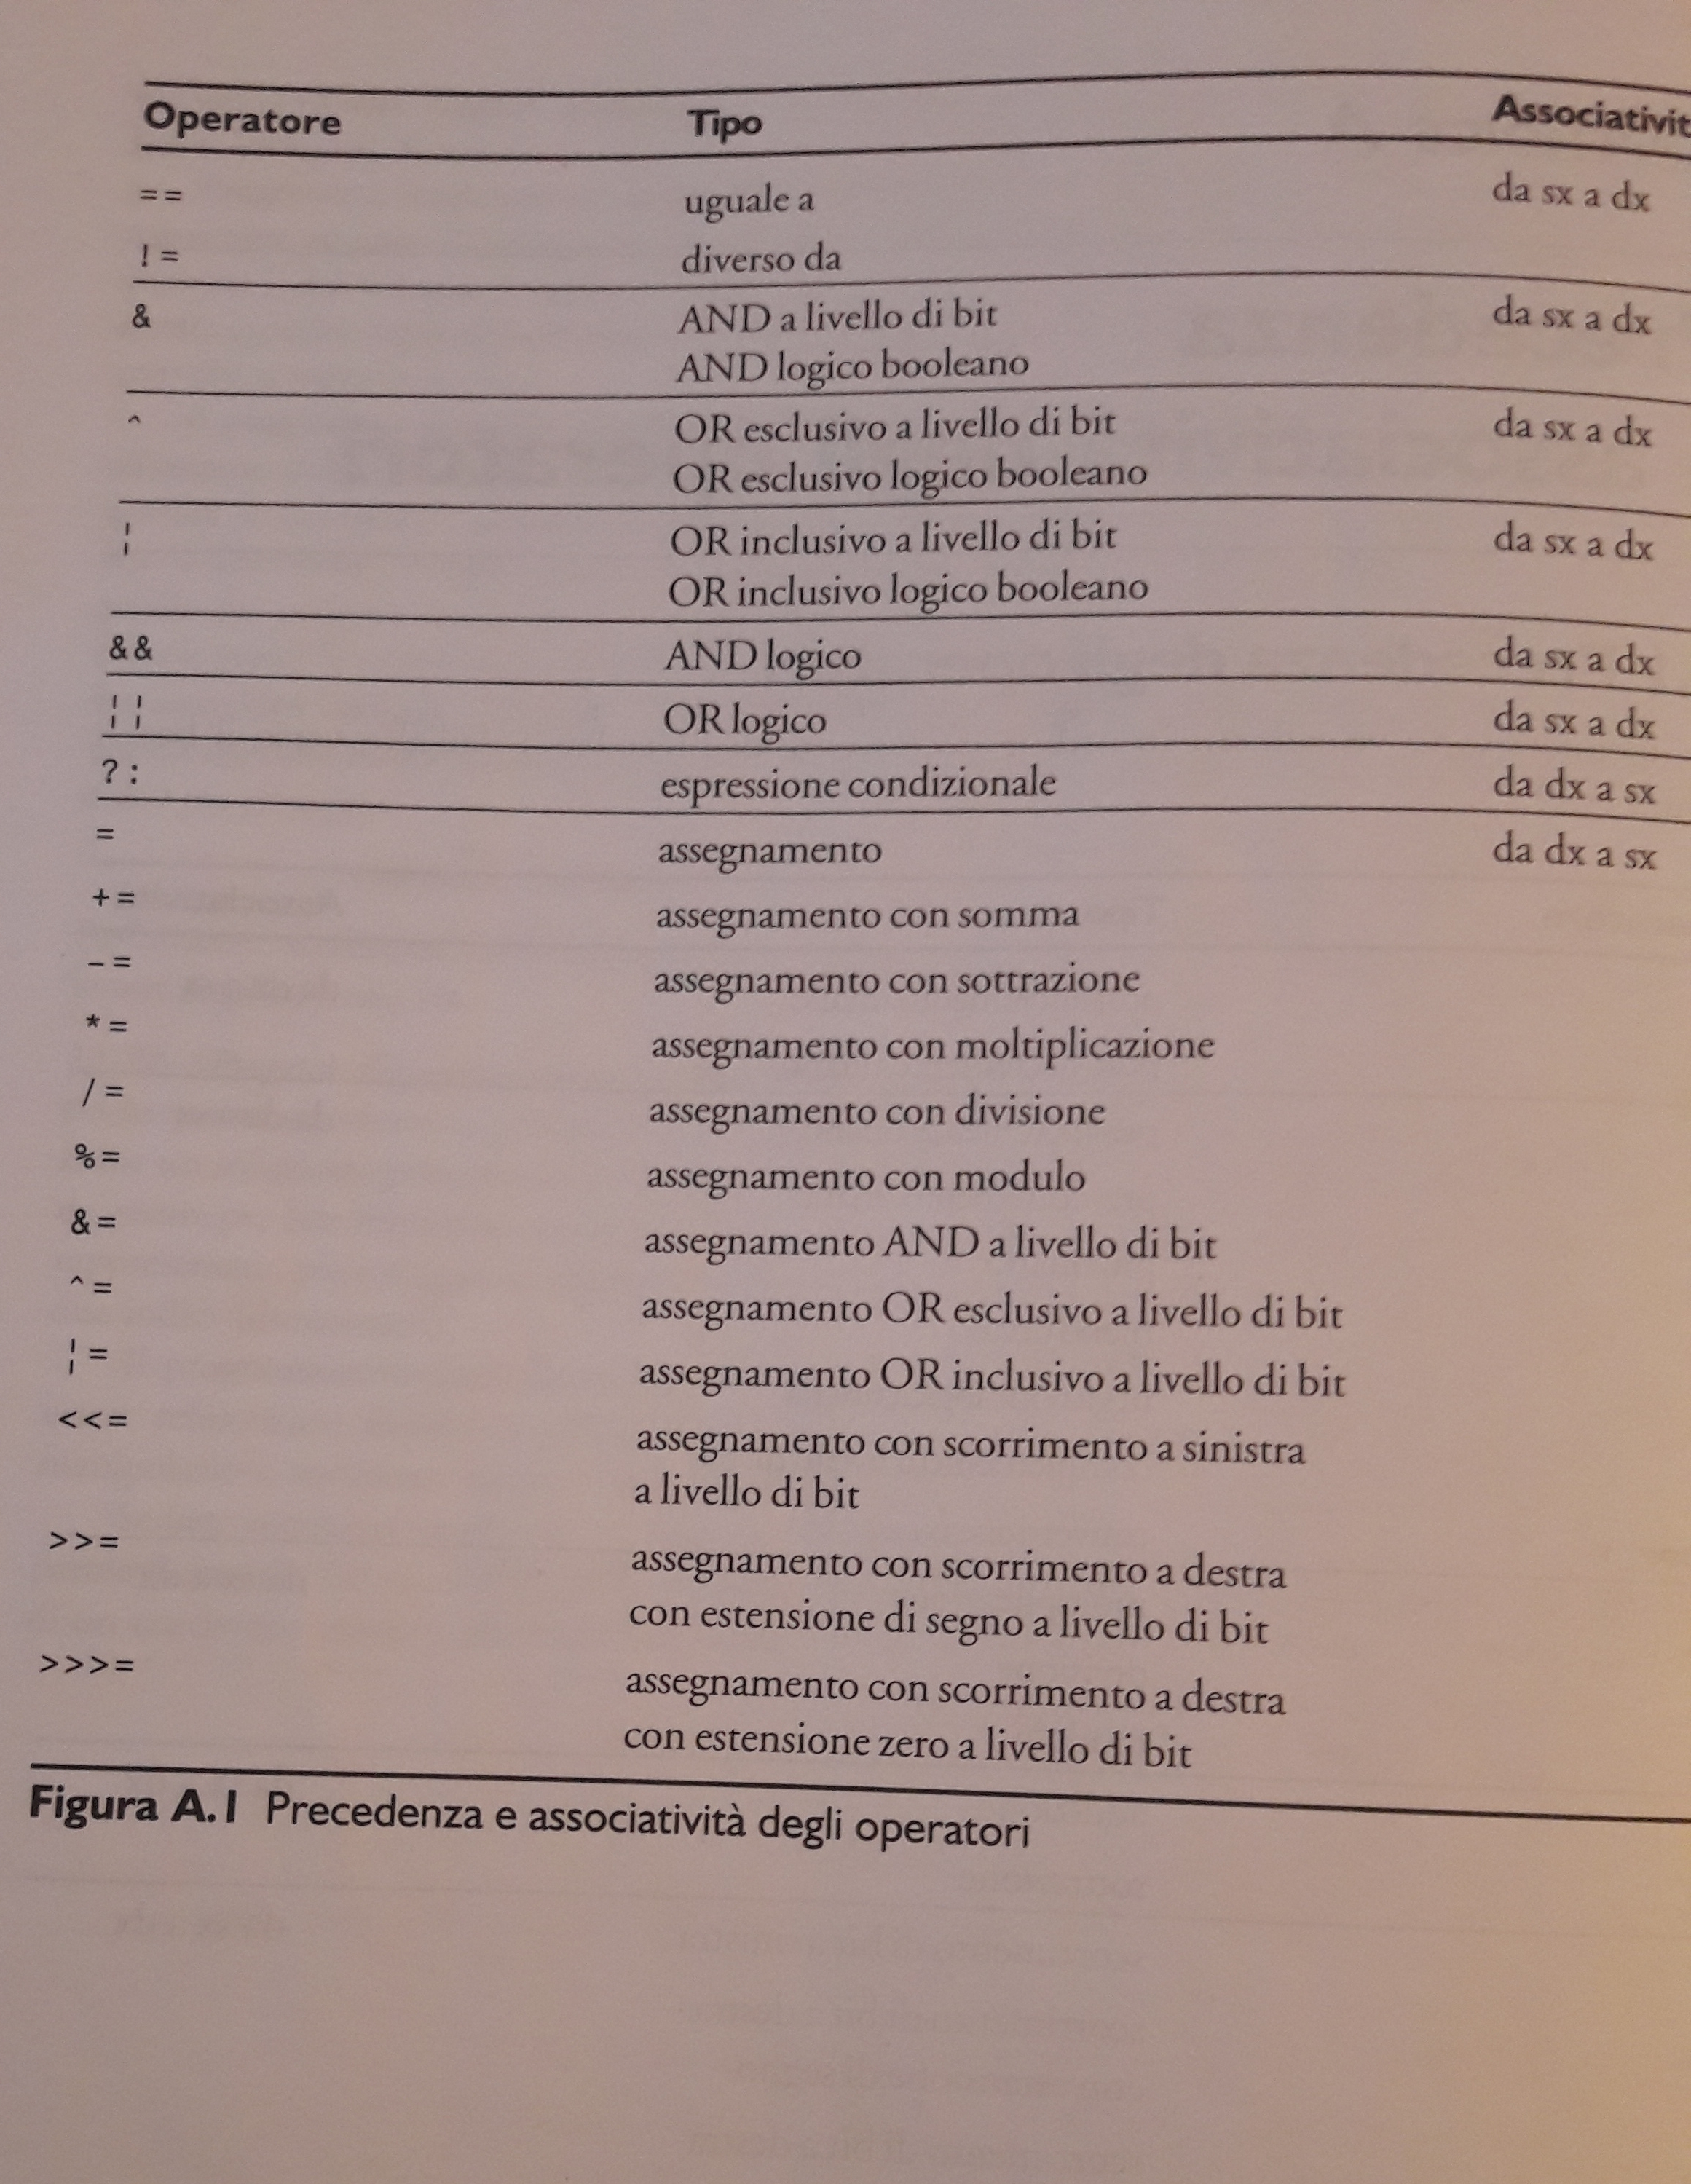 Operatore Tipo Associativit
== uguale a da sx a dx
!= diverso da
& AND a livello di bit da sx a dx
AND logico booleano
^ OR esclusivo a livello di bit da sx a dx
OR esclusivo logico booleano
¦ OR inclusivo a livello di bit da sx a dx
OR inclusivo logico booleano
&& AND logico da sx a dx
¦¦ OR logico da sx a dx
?: espressione condizionale da dx a sx
= assegnamento da dx a sx
+= assegnamento con somma
-= assegnamento con sottrazione
*= assegnamento con moltiplicazione
/= assegnamento con divisione
%= assegnamento con modulo
&= assegnamento AND a livello di bit
^= assegnamento OR esclusivo a livello di bit
¦= assegnamento OR inclusivo a livello di bit
<<= assegnamento con scorrimento a sinistra
a livello di bit
>>= assegnamento con scorrimento a destra
con estensione di segno a livello di bit
>>>= assegnamento con scorrimento a destra
con estensione zero a livello di bit
Figura A.1 Precedenza e associatività degli operatori